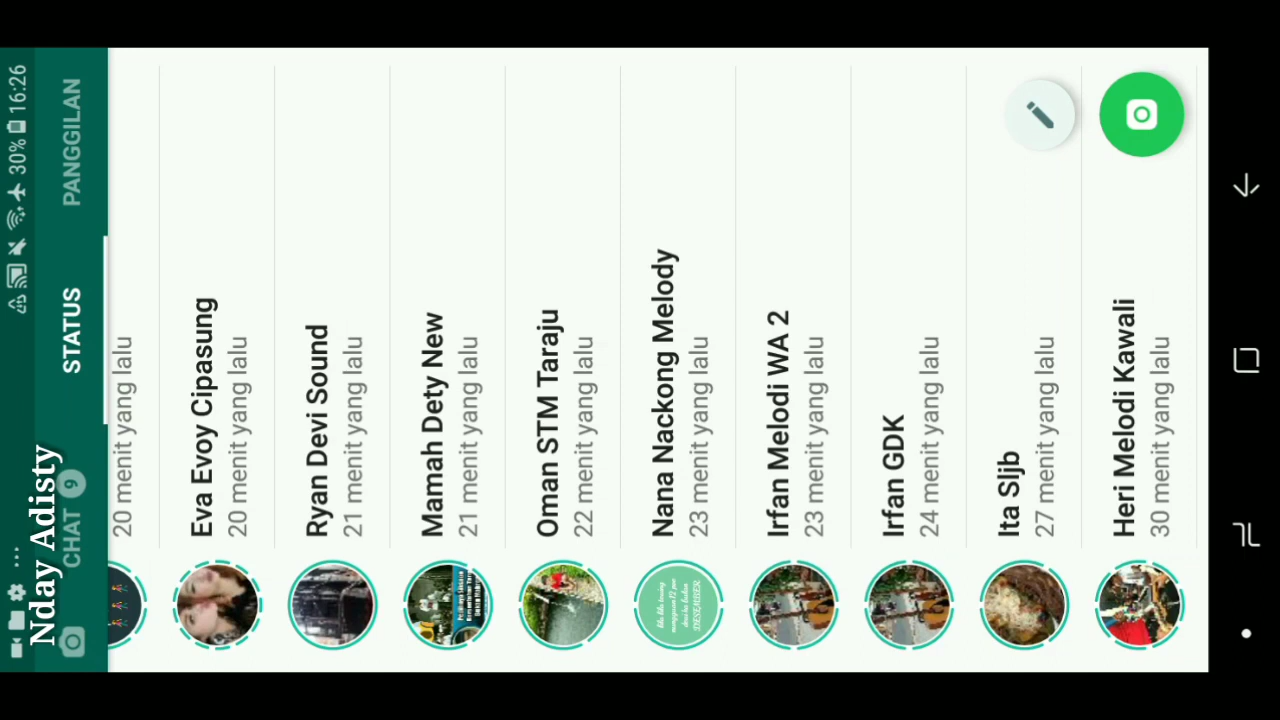 30% 16:26
Nday Adisty
CHAT 9
STATUS
PANGGILAN
20 menit yang lalu
Eva Evoy Cipasung
20 menit yang lalu
Ryan Devi Sound
21 menit yang lalu
Mamah Dety New
21 menit yang lalu
Oman STM Taraju
22 menit yang lalu
Nana Nackong Melody
23 menit yang lalu
Irfan Melodi WA 2
23 menit yang lalu
Irfan GDK
24 menit yang lalu
Ita Sljb
27 menit yang lalu
Heri Melodi Kawali
30 menit yang lalu
DESEMBER